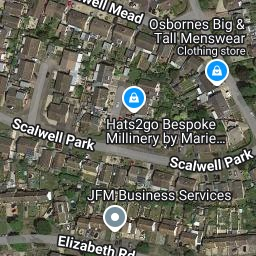 well Mead
Osbornes Big &
Tall Menswear
Clothing store
Scalwell Park
Hats2go Bespoke
Millinery by Marie...
Scalwell Park
JFM Business Services
Elizabeth Rd